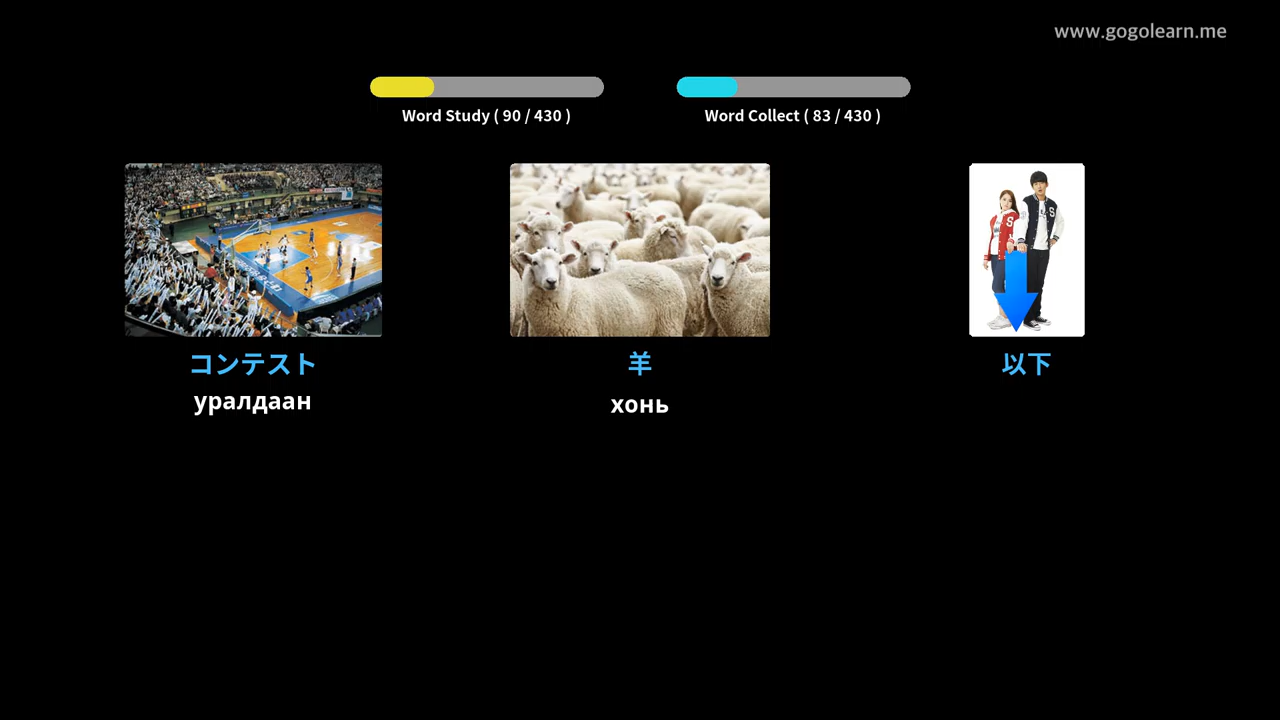 www.gogolearn.me
Word Study ( 90 / 430 )
Word Collect ( 83 / 430 )
コンテスト
уралдаан
羊
хонь
以下